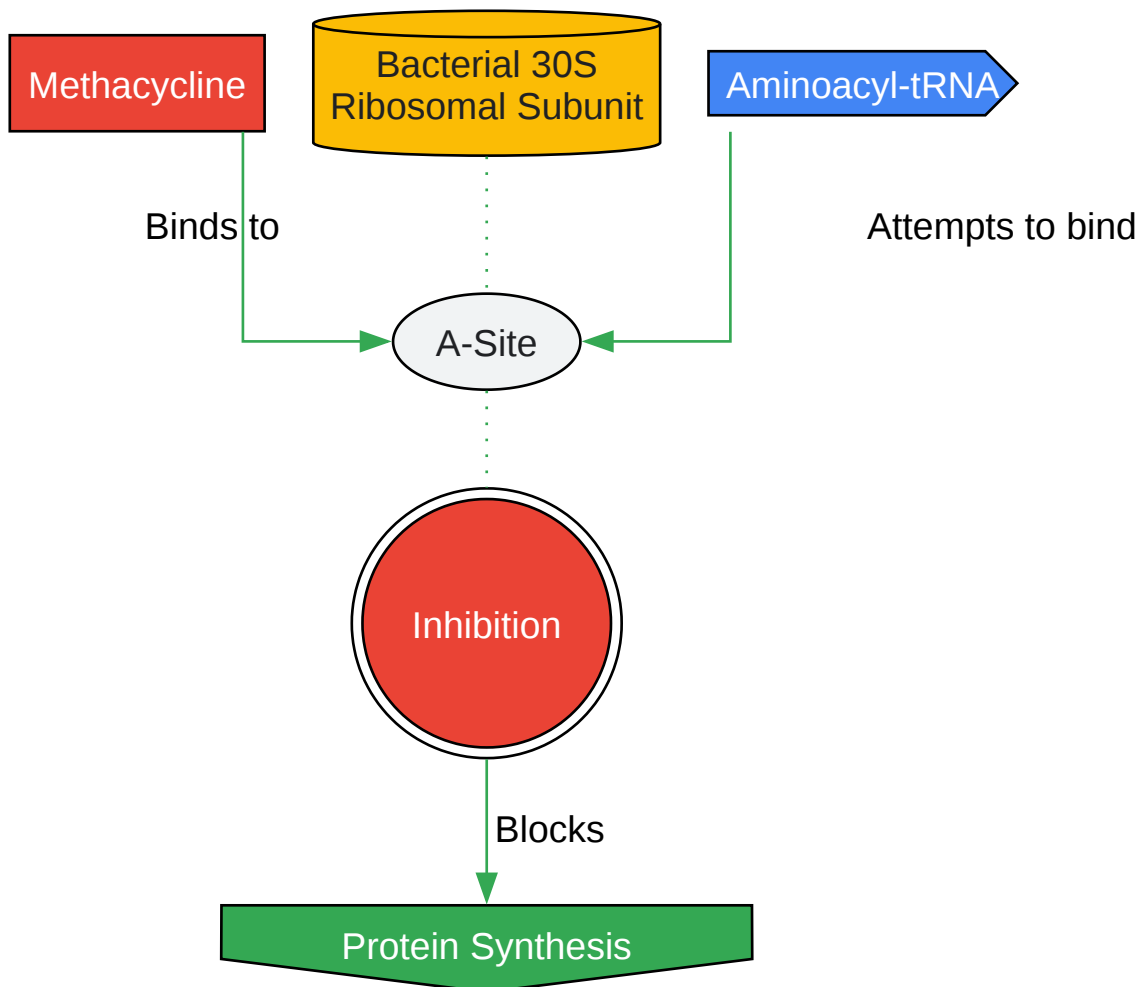 Methacycline
Bacterial 30S
Ribosomal Subunit
Aminoacyl-tRNA
Binds to
Attempts to bind
A-Site
Inhibition
Blocks
Protein Synthesis